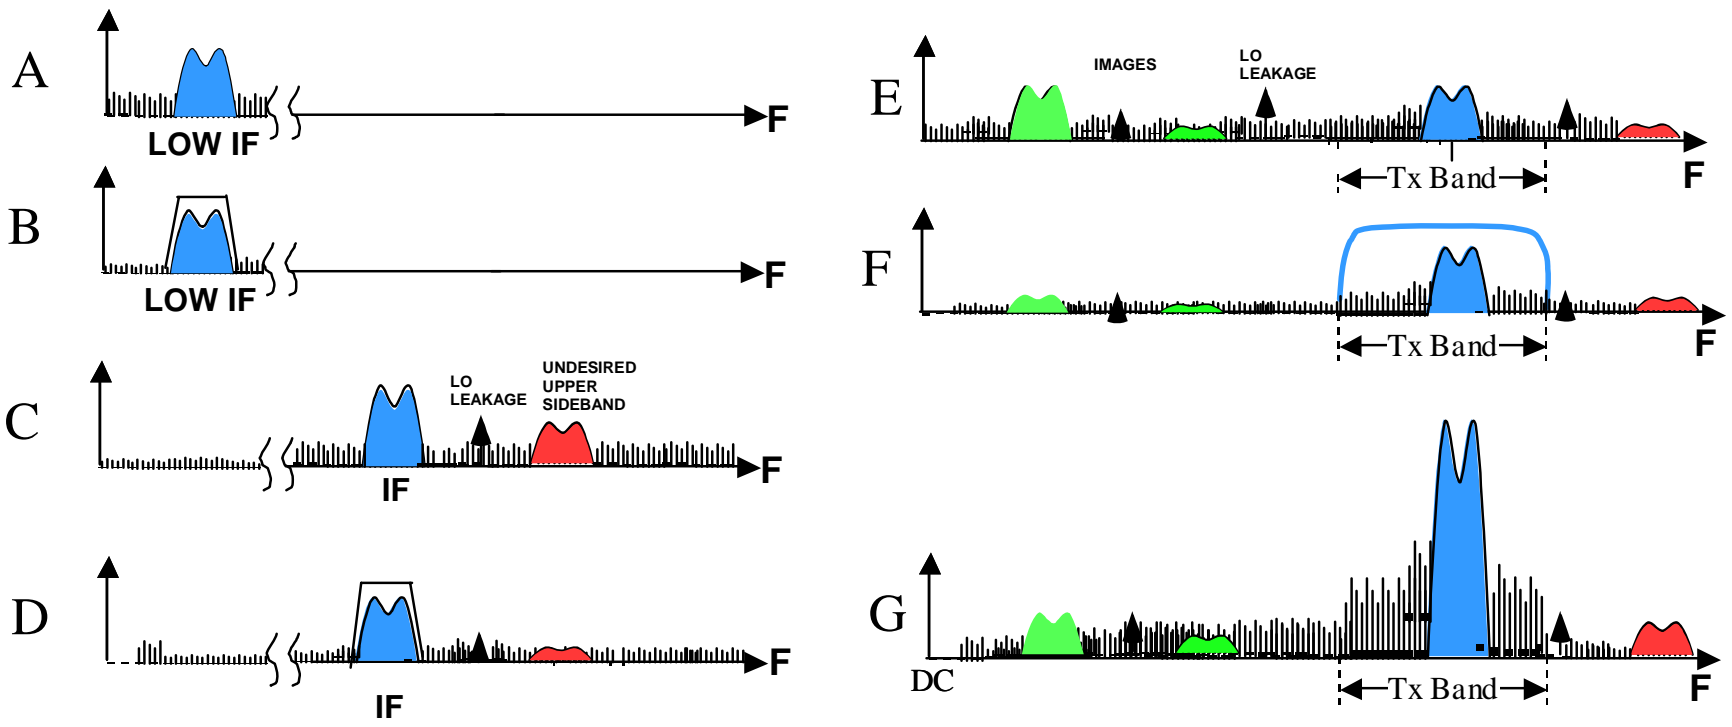 A
F
LOW IF
B
F
LOW IF
C
LO
LEAKAGE
UNDESIRED
UPPER
SIDEBAND
F
IF
D
F
IF
E
IMAGES
LO
LEAKAGE
Tx Band
F
F
Tx Band
F
G
DC
Tx Band
F